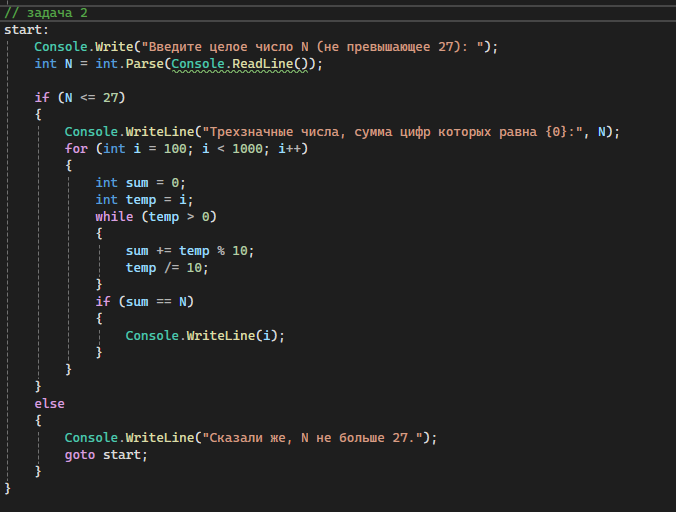 // задача 2
start:
Console.Write("Введите целое число N (не превышающее 27): ");
int N = int.Parse(Console.ReadLine());
if (N <= 27)
{
Console.WriteLine("Трехзначные числа, сумма цифр которых равна {0}:", N);
for (int i = 100; i < 1000; i++)
{
int sum = 0;
int temp = i;
while (temp > 0)
{
sum += temp % 10;
temp /= 10;
}
if (sum == N)
{
Console.WriteLine(i);
}
}
}
else
{
Console.WriteLine("Сказали же, N не больше 27.");
goto start;
}
}